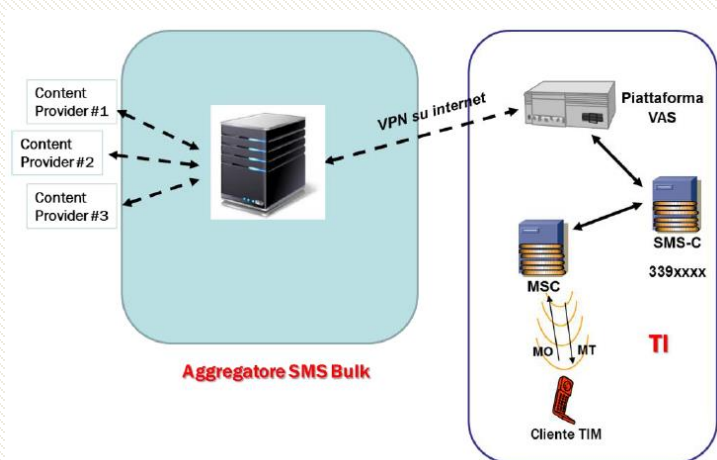 Content
Provider #1
Content
Provider #2
Content
Provider #3
VPN su internet
Aggregatore SMS Bulk
Piattaforma
VAS
SMS-C
339xxxx
MSC
MO
MT
TI
Cliente TIM